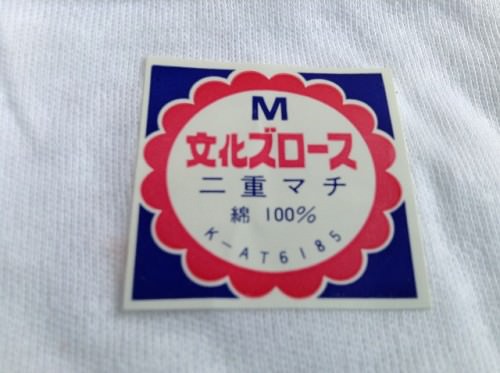 M
文化ズロース
二重マチ
綿 100%
K-AT6185